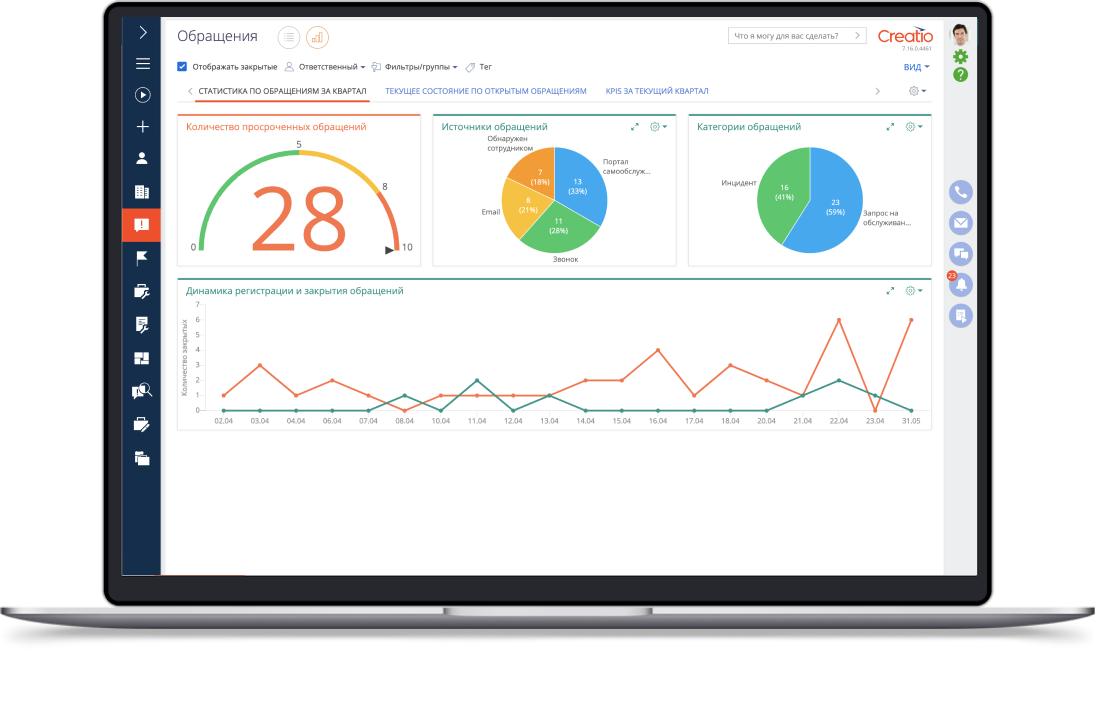 Обращения
Что я могу для вас сделать?
Creatio
7.16.0.4461
Отображать закрытые
Ответственный
Фильтры/группы
Тег
ВИД
СТАТИСТИКА ПО ОБРАЩЕНИЯМ ЗА КВАРТАЛ
ТЕКУЩЕЕ СОСТОЯНИЕ ПО ОТКРЫТЫМ ОБРАЩЕНИЯМ
KPIS ЗА ТЕКУЩИЙ КВАРТАЛ
Количество просроченных обращений
5
8
28
0
10
Источники обращений
Обнаружен
сотрудником
Портал
самообслуж...
7
(18%)
13
(33%)
8
(21%)
Email
11
(28%)
Звонок
Категории обращений
Инцидент
16
(41%)
23
(59%)
Запрос на
обслуживан...
23
Динамика регистрации и закрытия обращений
Количество закрытых
7
6
5
4
3
2
1
0
02.04 03.04 04.04 06.04 07.04 08.04 10.04 11.04 12.04 13.04 14.04 15.04 16.04 17.04 18.04 20.04 21.04 22.04 23.04 31.05